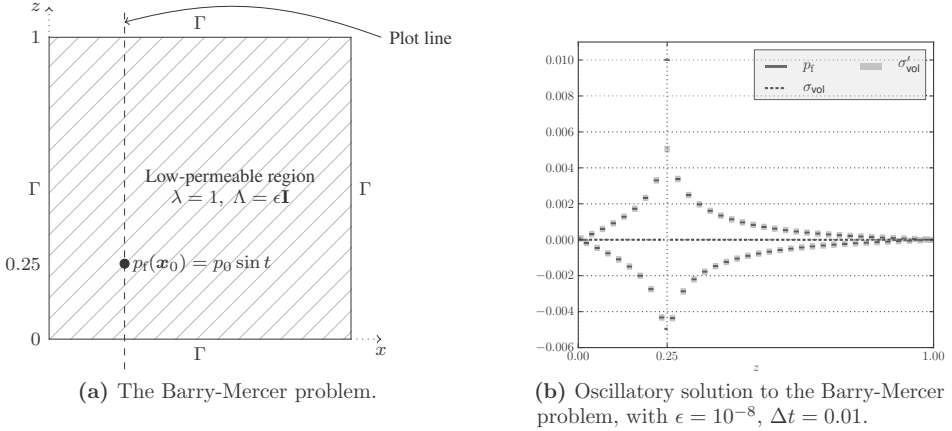 z
Γ
Plot line
1
Low-permeable region
λ = 1, Λ = ϵI
Γ
Γ
0.25
p_f(x_0) = p_0 sin t
0
Γ
x
(a) The Barry-Mercer problem.
0.010
0.008
0.006
0.004
0.002
0.000
−0.002
−0.004
−0.006
p_f
σ_vol
σ′_vol
0.00
0.25
1.00
z
(b) Oscillatory solution to the Barry-Mercer
problem, with ϵ = 10^{−8}, Δt = 0.01.